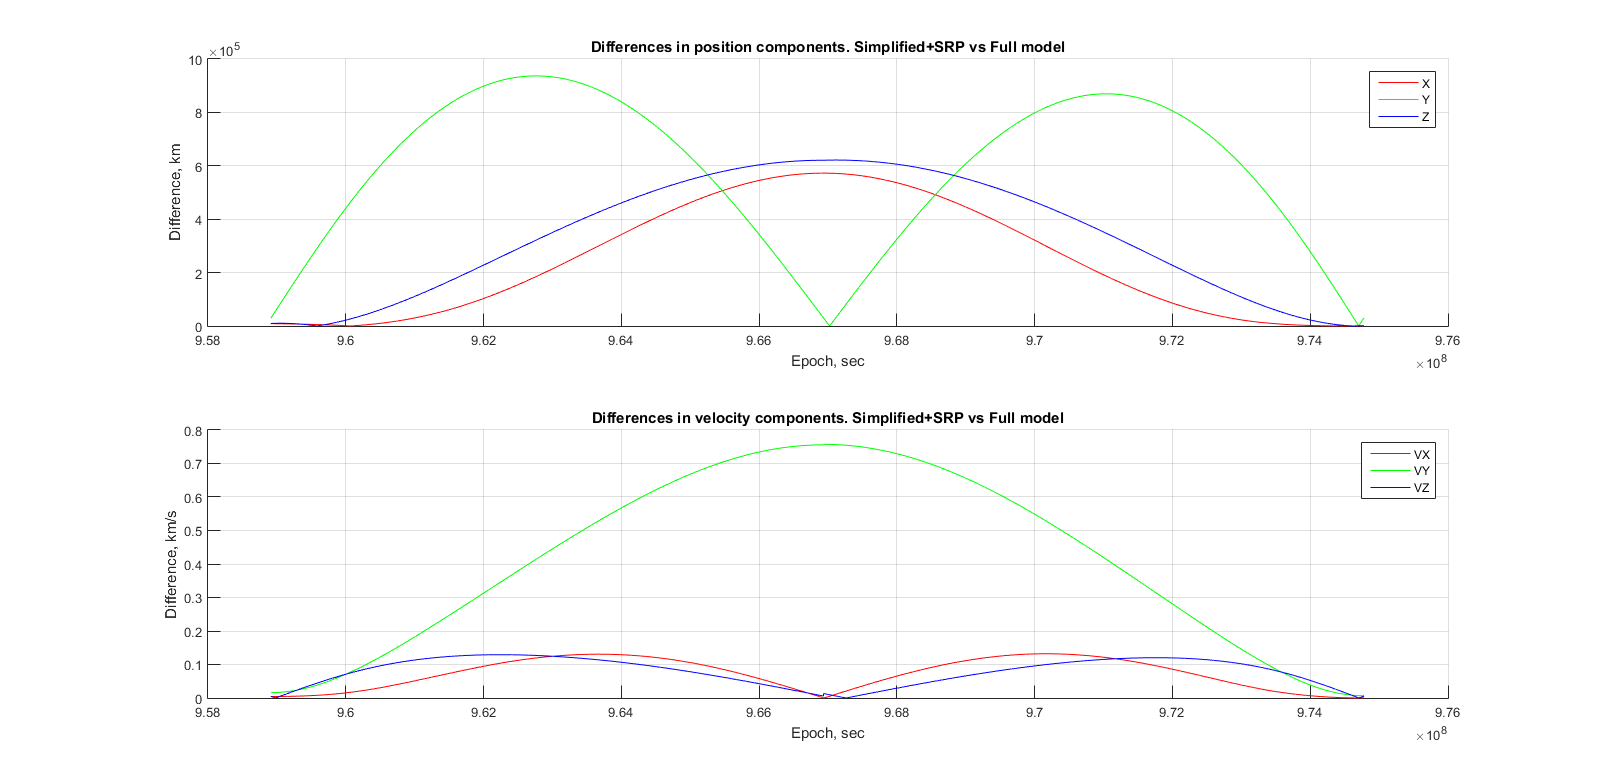 Differences in position components. Simplified+SRP vs Full model
×10^5
10
8
6
4
2
0
Difference, km
X
Y
Z
9.58 9.6 9.62 9.64 9.66 9.68 9.7 9.72 9.74 9.76
Epoch, sec
×10^8
Differences in velocity components. Simplified+SRP vs Full model
0.8
0.7
0.6
0.5
0.4
0.3
0.2
0.1
0
Difference, km/s
VX
VY
VZ
9.58 9.6 9.62 9.64 9.66 9.68 9.7 9.72 9.74 9.76
Epoch, sec
×10^8